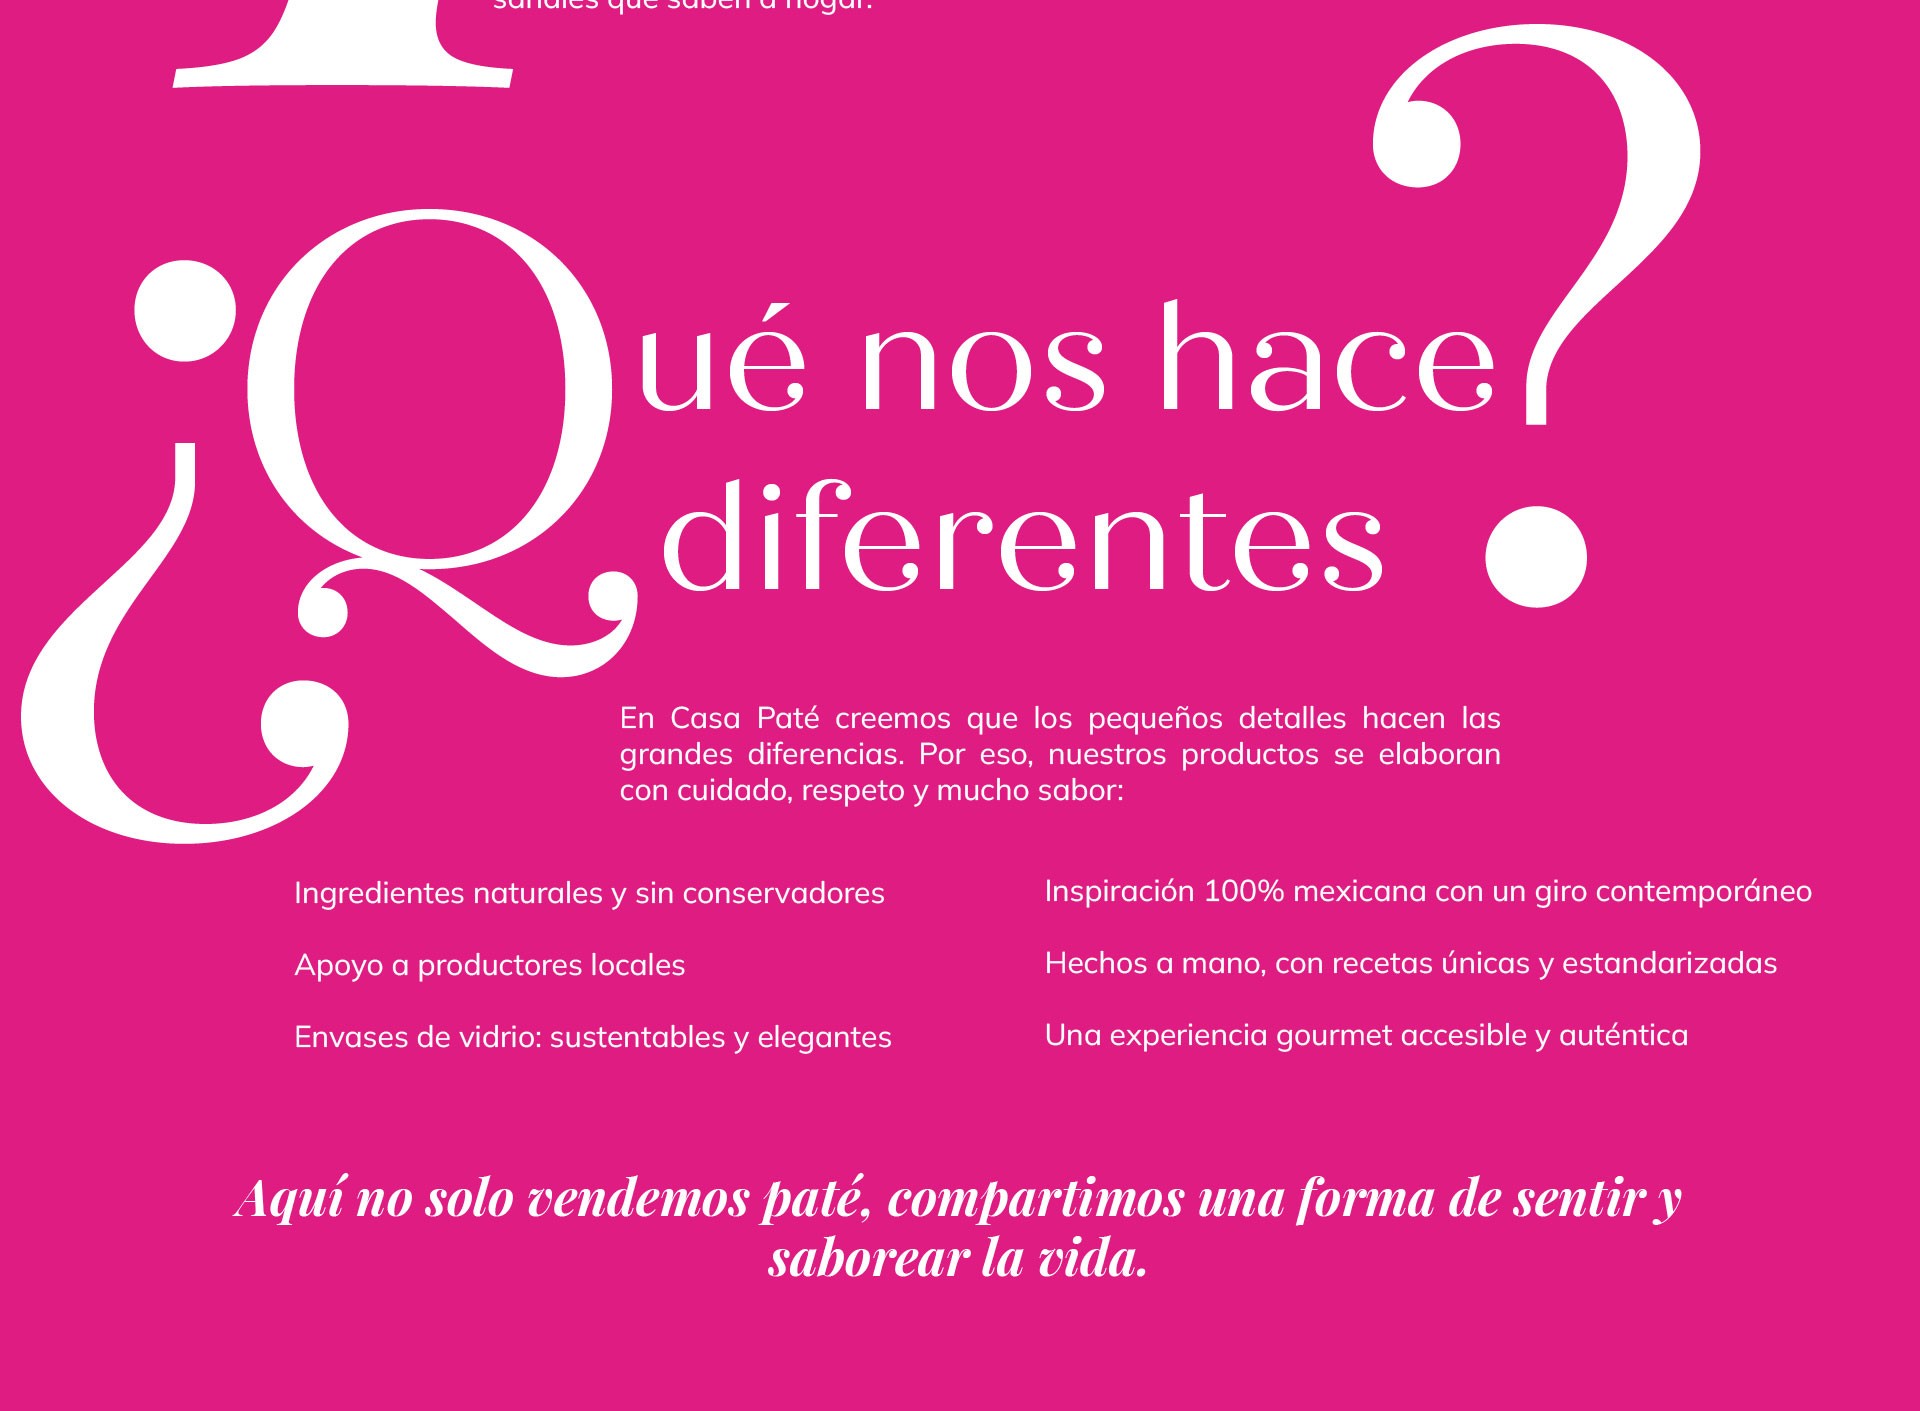 que saben a hogar.
¿Qué nos hace
diferentes?
En Casa Paté creemos que los pequeños detalles hacen las
grandes diferencias. Por eso, nuestros productos se elaboran
con cuidado, respeto y mucho sabor:
Ingredientes naturales y sin conservadores
Apoyo a productores locales
Envases de vidrio: sustentables y elegantes
Inspiración 100% mexicana con un giro contemporáneo
Hechos a mano, con recetas únicas y estandarizadas
Una experiencia gourmet accesible y auténtica
Aquí no solo vendemos paté, compartimos una forma de sentir y
saborear la vida.